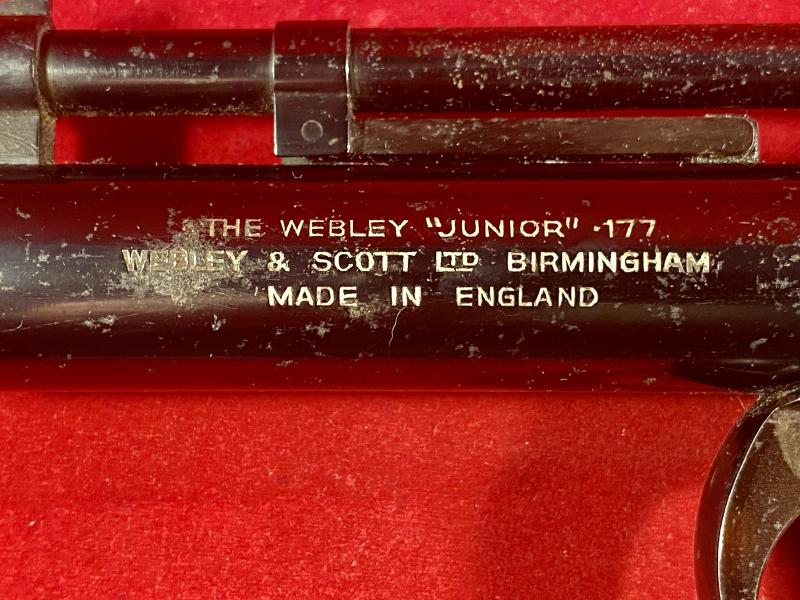 THE WEBLEY "JUNIOR" .177
WEBLEY & SCOTT LTD BIRMINGHAM
MADE IN ENGLAND